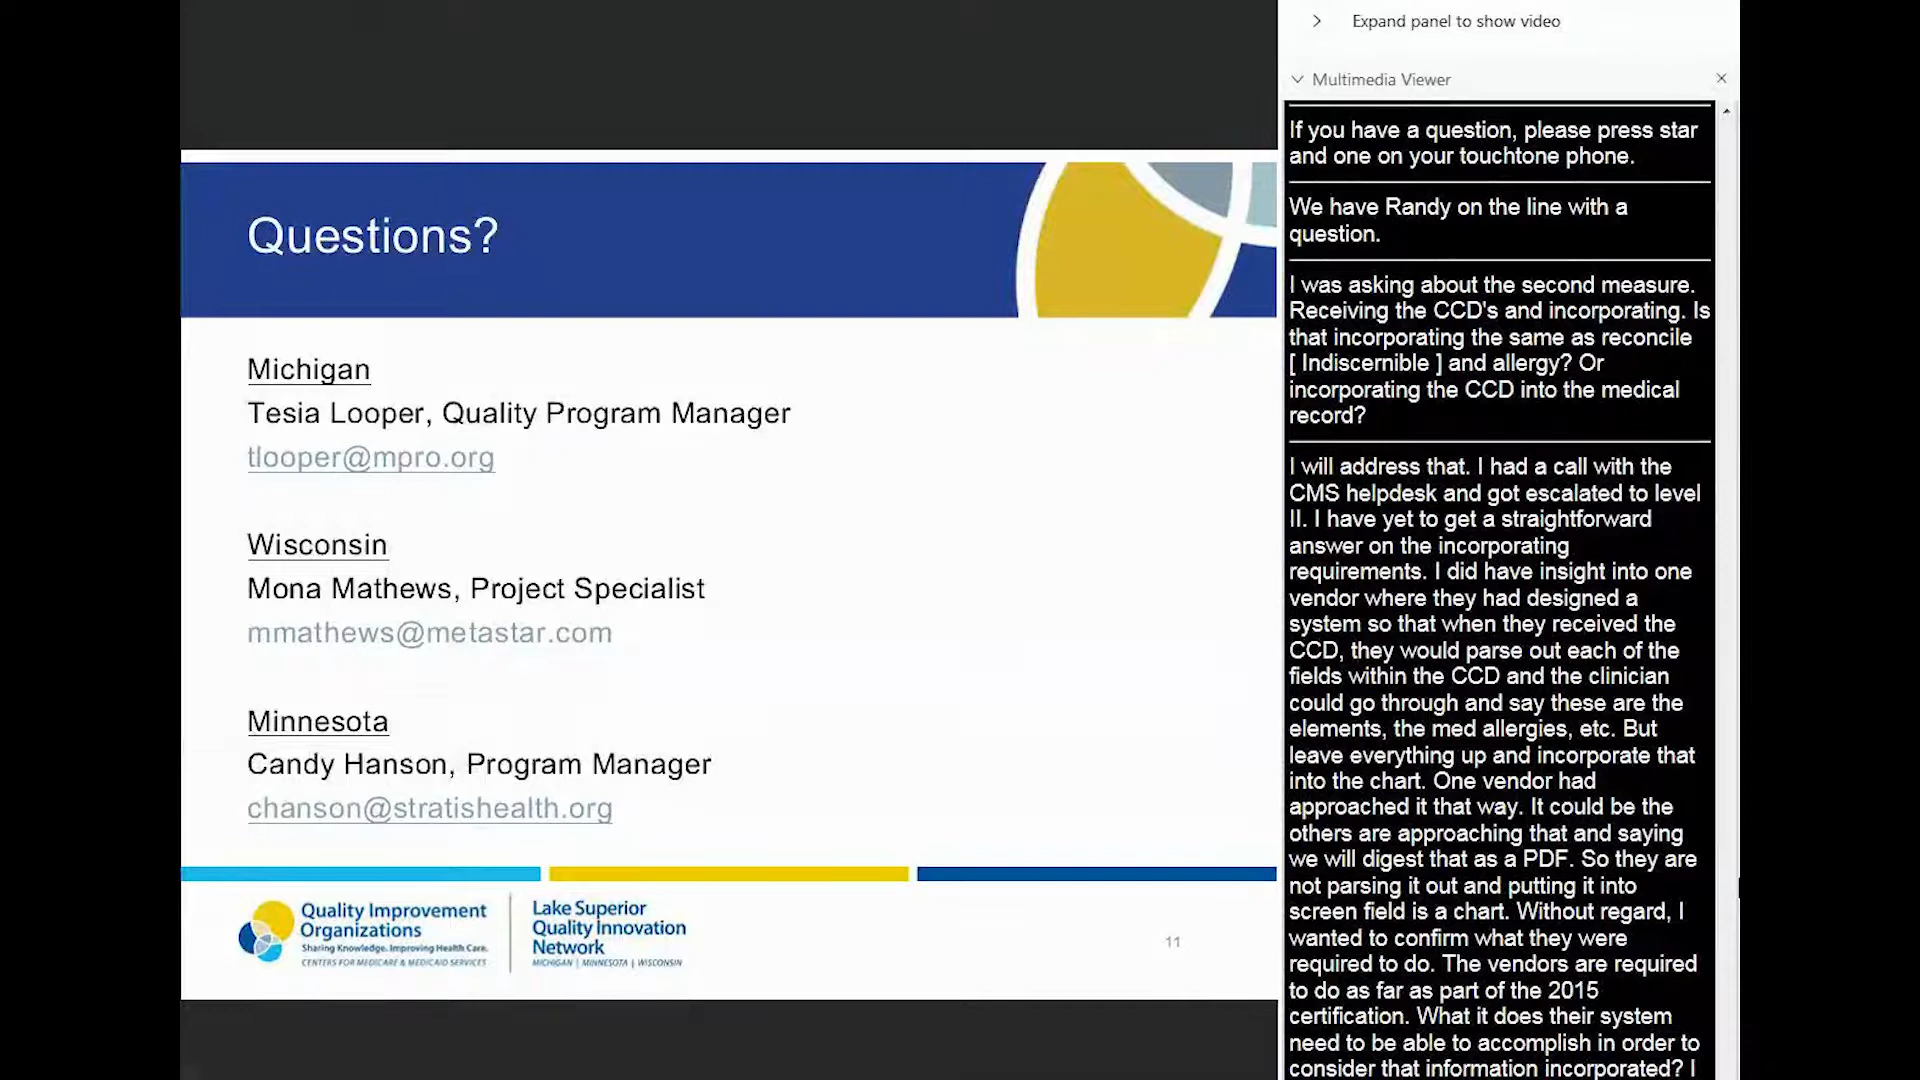 Questions?
Michigan
Tesia Looper, Quality Program Manager
tlooper@mpro.org
Wisconsin
Mona Mathews, Project Specialist
mmathews@metastar.com
Minnesota
Candy Hanson, Program Manager
chanson@stratishealth.org
Quality Improvement
Organizations
Sharing Knowledge. Improving Health Care.
CENTERS FOR MEDICARE & MEDICAID SERVICES
Lake Superior
Quality Innovation
Network
MICHIGAN | MINNESOTA | WISCONSIN
11
Expand panel to show video
Multimedia Viewer
If you have a question, please press star
and one on your touchtone phone.
We have Randy on the line with a
question.
I was asking about the second measure.
Receiving the CCD's and incorporating. Is
that incorporating the same as reconcile
[ Indiscernible ] and allergy? Or
incorporating the CCD into the medical
record?
I will address that. I had a call with the
CMS helpdesk and got escalated to level
II. I have yet to get a straightforward
answer on the incorporating
requirements. I did have insight into one
vendor where they had designed a
system so that when they received the
CCD, they would parse out each of the
fields within the CCD and the clinician
could go through and say these are the
elements, the med allergies, etc. But
leave everything up and incorporate that
into the chart. One vendor had
approached it that way. It could be the
others are approaching that and saying
we will digest that as a PDF. So they are
not parsing it out and putting it into
screen field is a chart. Without regard, I
wanted to confirm what they were
required to do. The vendors are required
to do as far as part of the 2015
certification. What it does their system
need to be able to accomplish in order to
consider that information incorporated? I